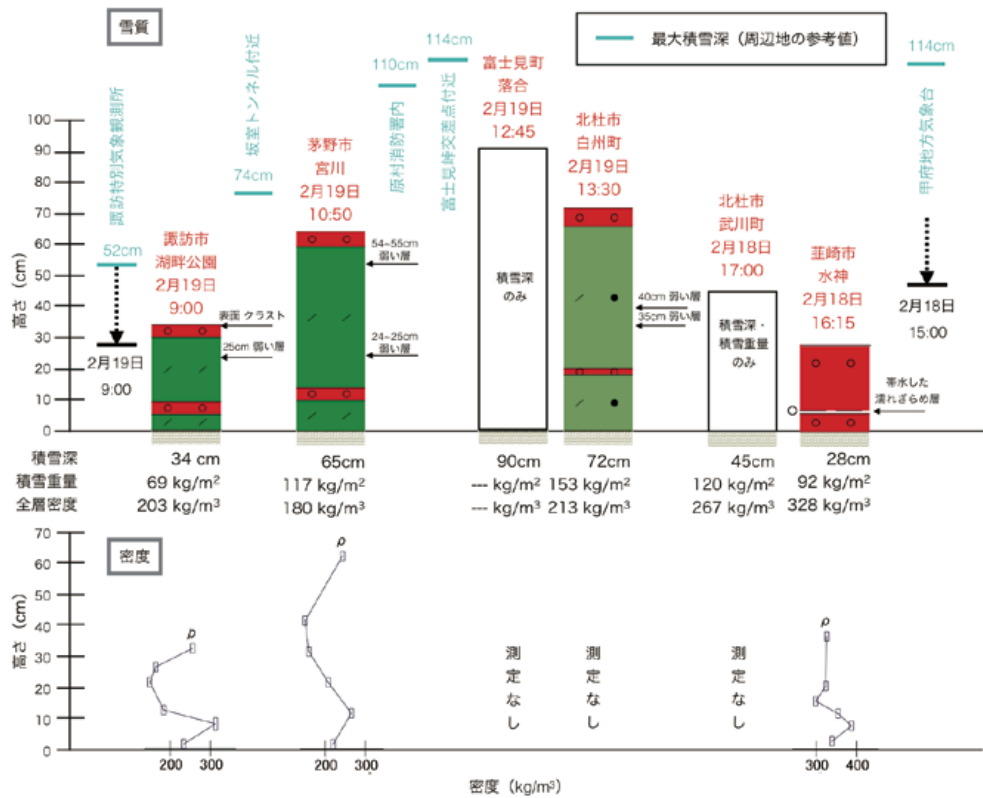 雪質
最大積雪深（周辺地の参考値）
諏訪特別気象観測所
52cm
2月19日
9:00
諏訪市
湖畔公園
2月19日
9:00
表面 クラスト
25cm 弱い層
坂室トンネル付近
74cm
茅野市
宮川
2月19日
10:50
54~55cm
弱い層
24~25cm
弱い層
110cm
原村消防署内
114cm
富士見峠交差点付近
富士見町
落合
2月19日
12:45
積雪深
のみ
北杜市
白州町
2月19日
13:30
40cm 弱い層
35cm 弱い層
北杜市
武川町
2月18日
17:00
積雪深・
積雪重量
のみ
韮崎市
水神
2月18日
16:15
帯水した
濡れざらめ層
114cm
甲府地方気象台
2月18日
15:00
高さ (cm)
100
90
80
70
60
50
40
30
20
10
0
積雪深 34 cm 65cm 90cm 72cm 45cm 28cm
積雪重量 69 kg/m² 117 kg/m² --- kg/m² 153 kg/m² 120 kg/m² 92 kg/m²
全層密度 203 kg/m³ 180 kg/m³ --- kg/m³ 213 kg/m³ 267 kg/m³ 328 kg/m³
密度
高さ (cm)
70
60
50
40
30
20
10
0
ρ
ρ
測定なし
測定なし
測定なし
ρ
200 300 200 300 300 400
密度 (kg/m³)